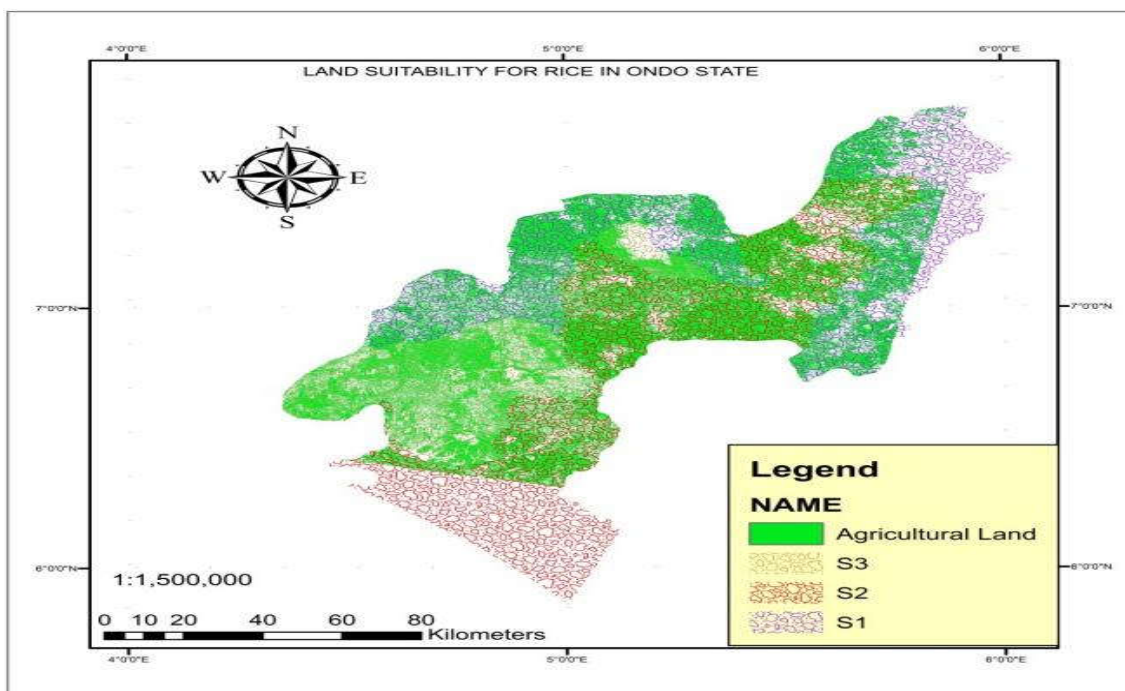 4°0'0"E 5°0'0"E 6°0'0"E
LAND SUITABILITY FOR RICE IN ONDO STATE
N
W E
S
7°0'0"N 7°0'0"N
Legend
NAME
Agricultural Land
S3
S2
S1
6°0'0"N 6°0'0"N
1:1,500,000
0 10 20 40 60 80
Kilometers
4°0'0"E 5°0'0"E 6°0'0"E